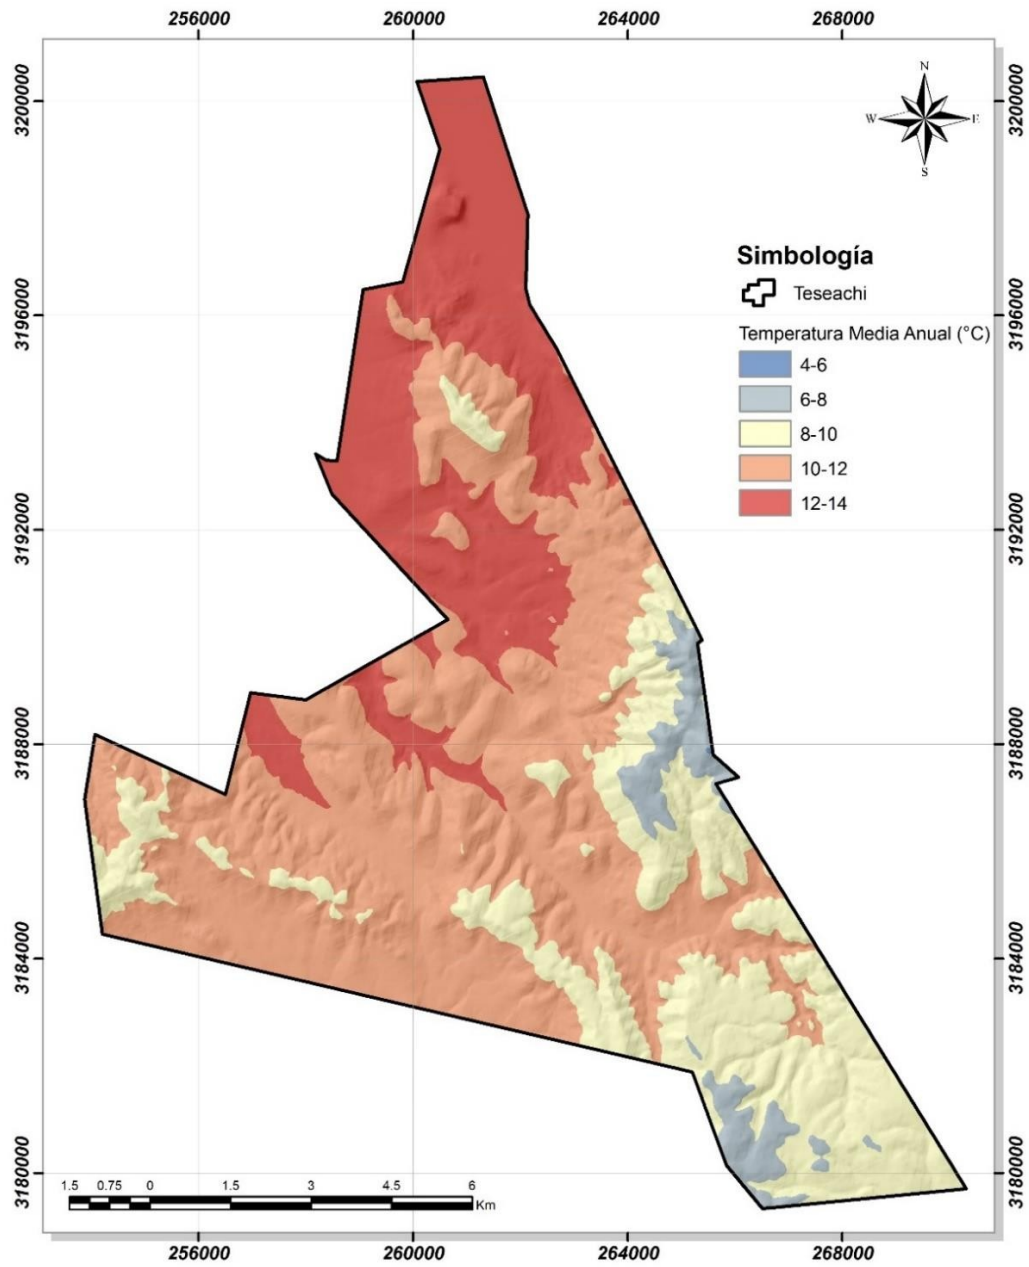 256000 260000 264000 268000
3200000 3200000
N
W E
S
Simbología
Teseachi
3196000 3196000
Temperatura Media Anual (°C)
4-6
6-8
8-10
10-12
12-14
3192000 3192000
3188000 3188000
3184000 3184000
3180000 3180000
1.5 0.75 0 1.5 3 4.5 6
Km
256000 260000 264000 268000